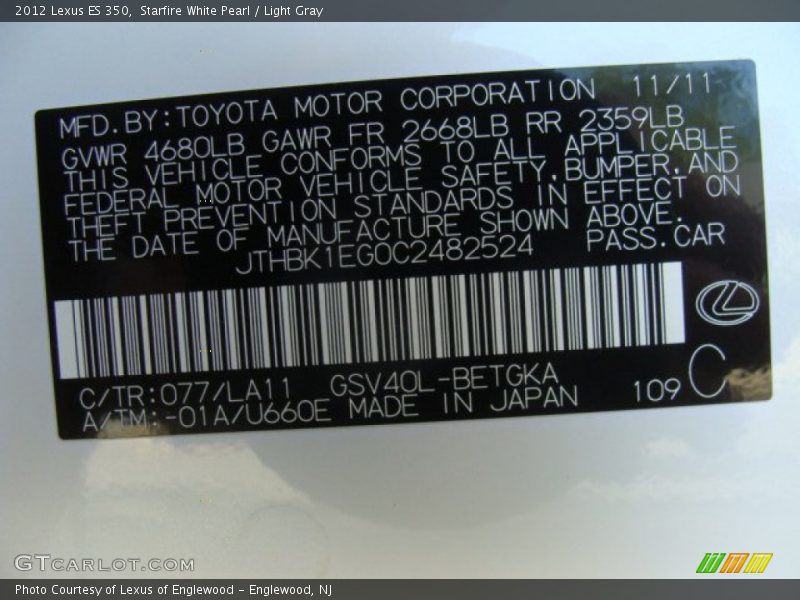 2012 Lexus ES 350,  Starfire White Pearl / Light Gray
MFD.BY:TOYOTA MOTOR CORPORATION 11/11
GVWR 4680LB GAWR FR 2668LB RR 2359LB
THIS VEHICLE CONFORMS TO ALL APPLICABLE
FEDERAL MOTOR VEHICLE SAFETY,BUMPER,AND
THEFT PREVENTION STANDARDS IN EFFECT ON
THE DATE OF MANUFACTURE SHOWN ABOVE.
JTHBK1EG0C2482524 PASS.CAR
C/TR:077/LA11 GSV40L-BETGKA
A/TM:-01A/U660E MADE IN JAPAN 109 C
GTCARLOT.COM
Photo Courtesy of Lexus of Englewood - Englewood, NJ